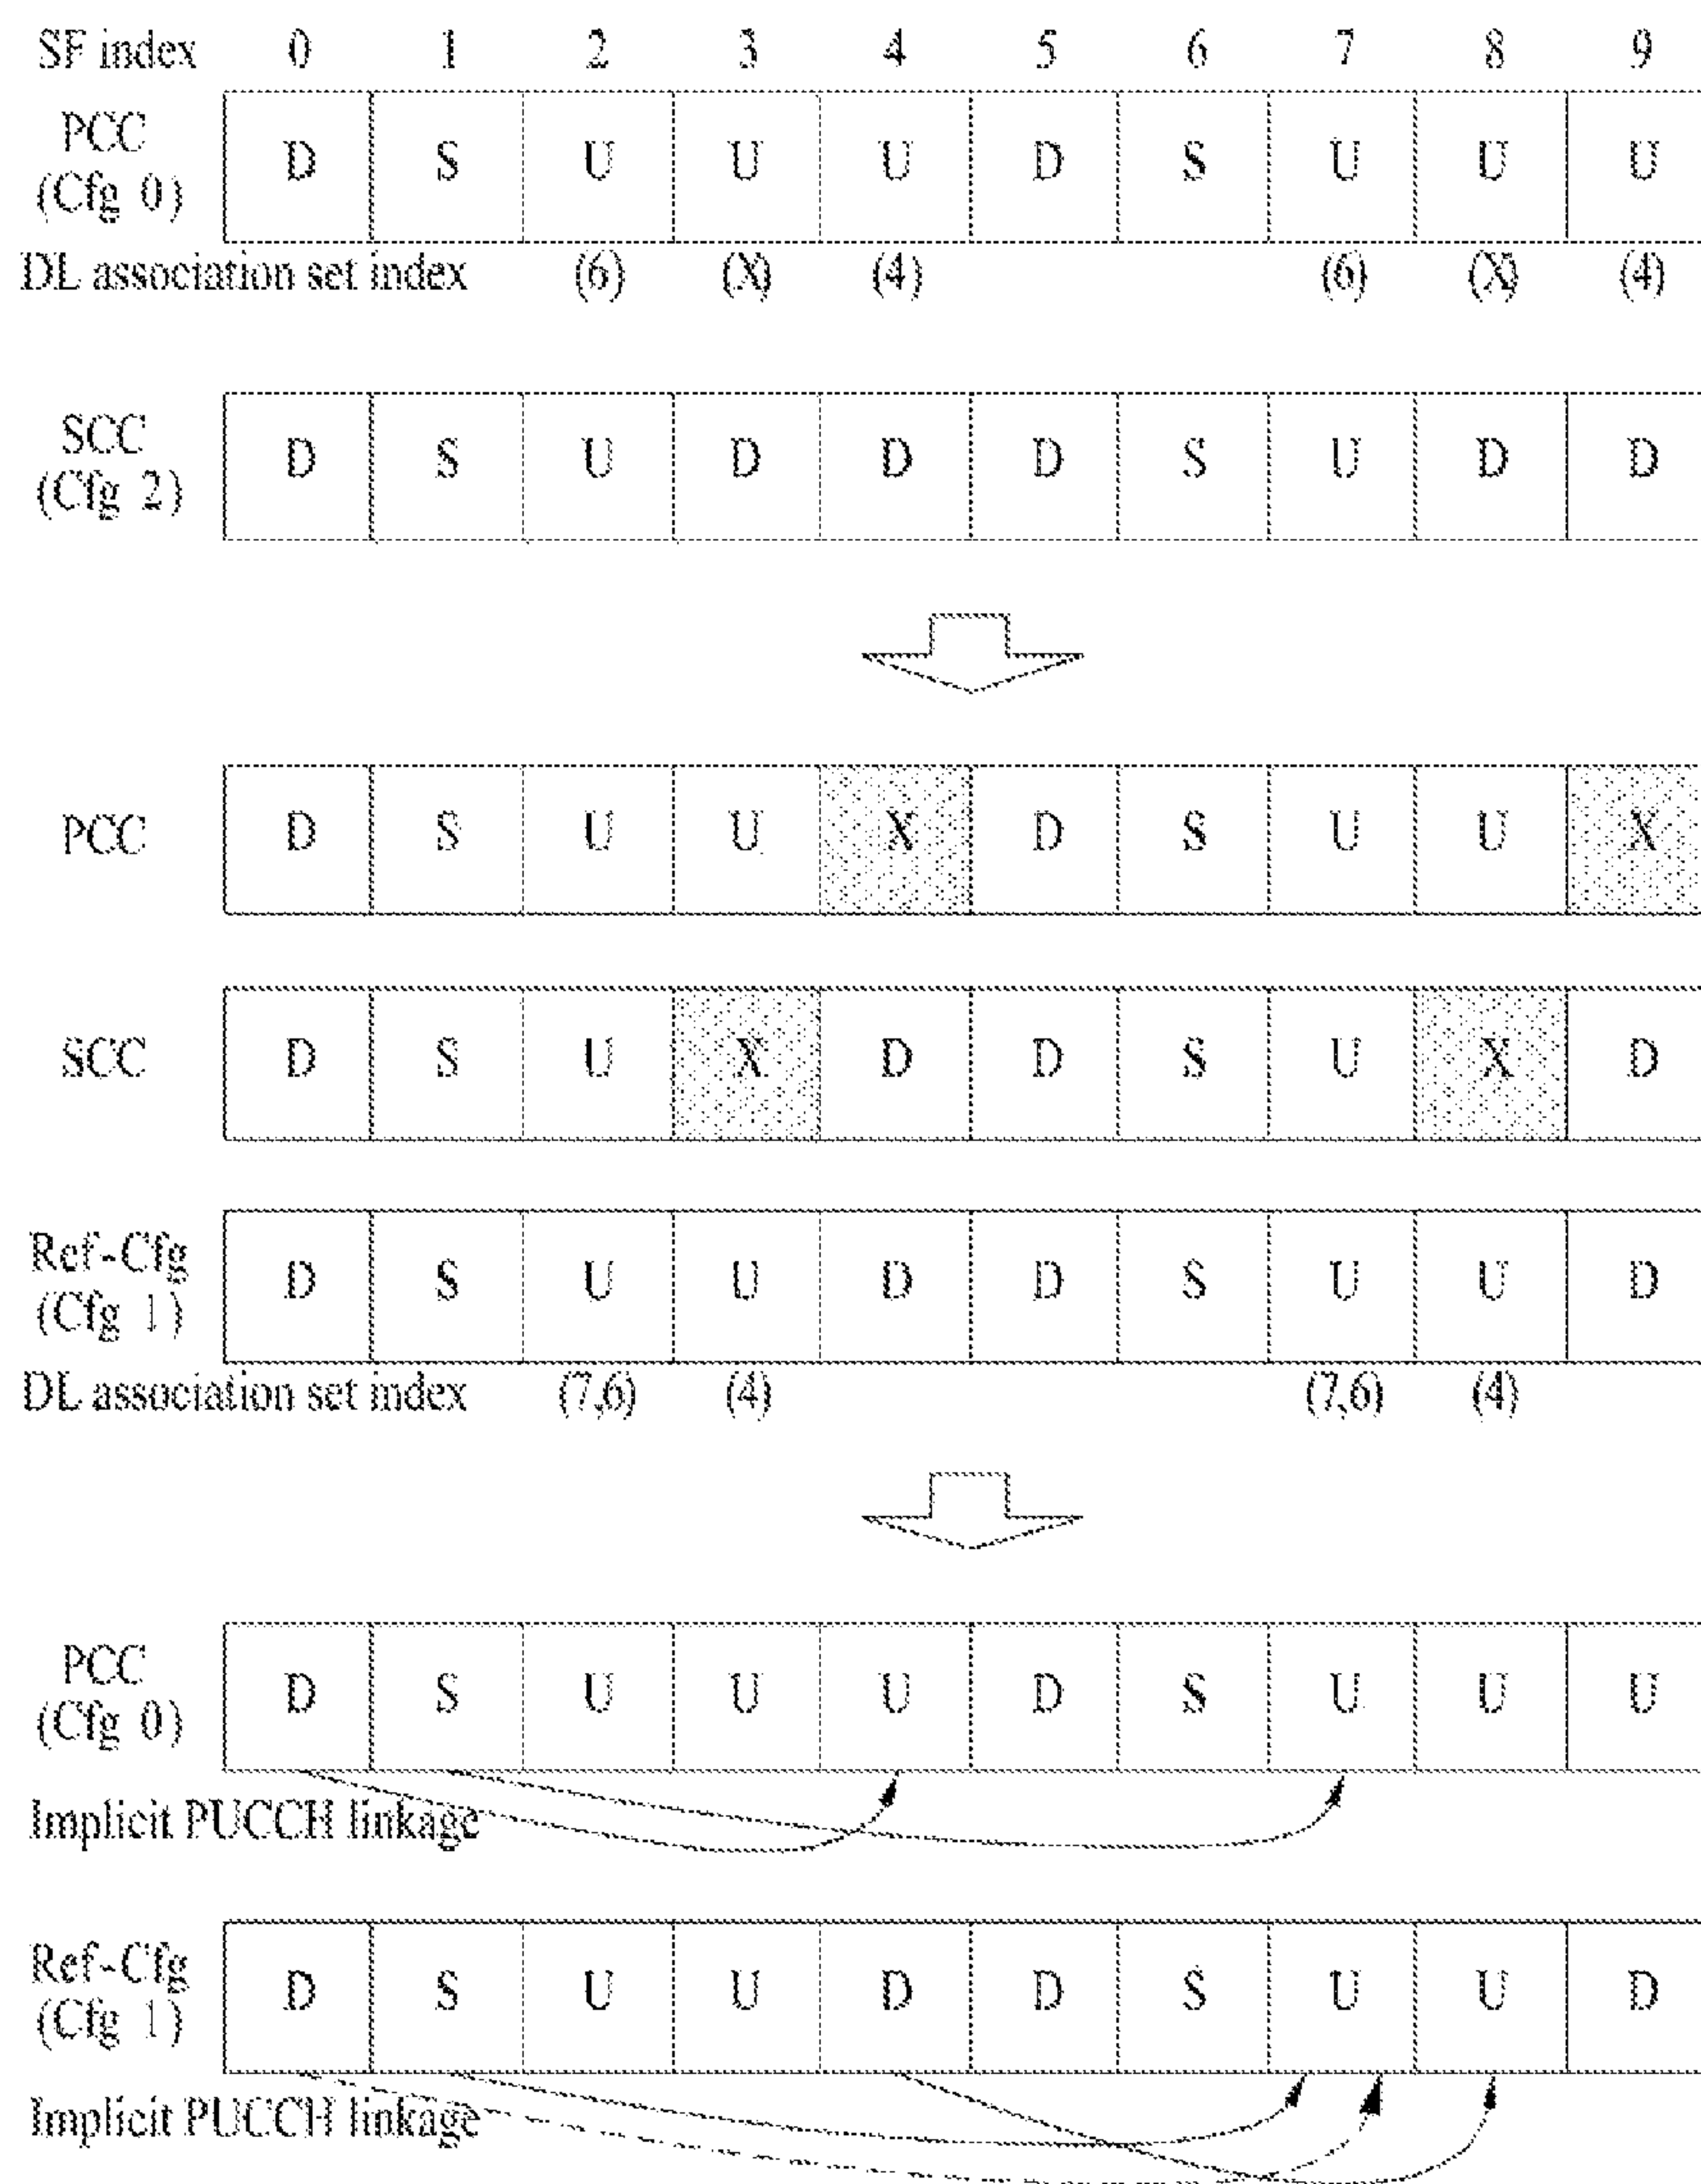 SF index 0 1 2 3 4 5 6 7 8 9
PCC
(Cfg 0)
D S U U U D S U U U
DL association set index (6) (X) (4) (6) (X) (4)
SCC
(Cfg 2)
D S U D D D S U D D
PCC
D S U U X D S U U X
SCC
D S U X D D S U X D
Ref-Cfg
(Cfg 1)
D S U U D D S U U D
DL association set index (7,6) (4) (7,6) (4)
PCC
(Cfg 0)
D S U U U D S U U U
Implicit PUCCH linkage
Ref-Cfg
(Cfg 1)
D S U U D D S U U D
Implicit PUCCH linkage